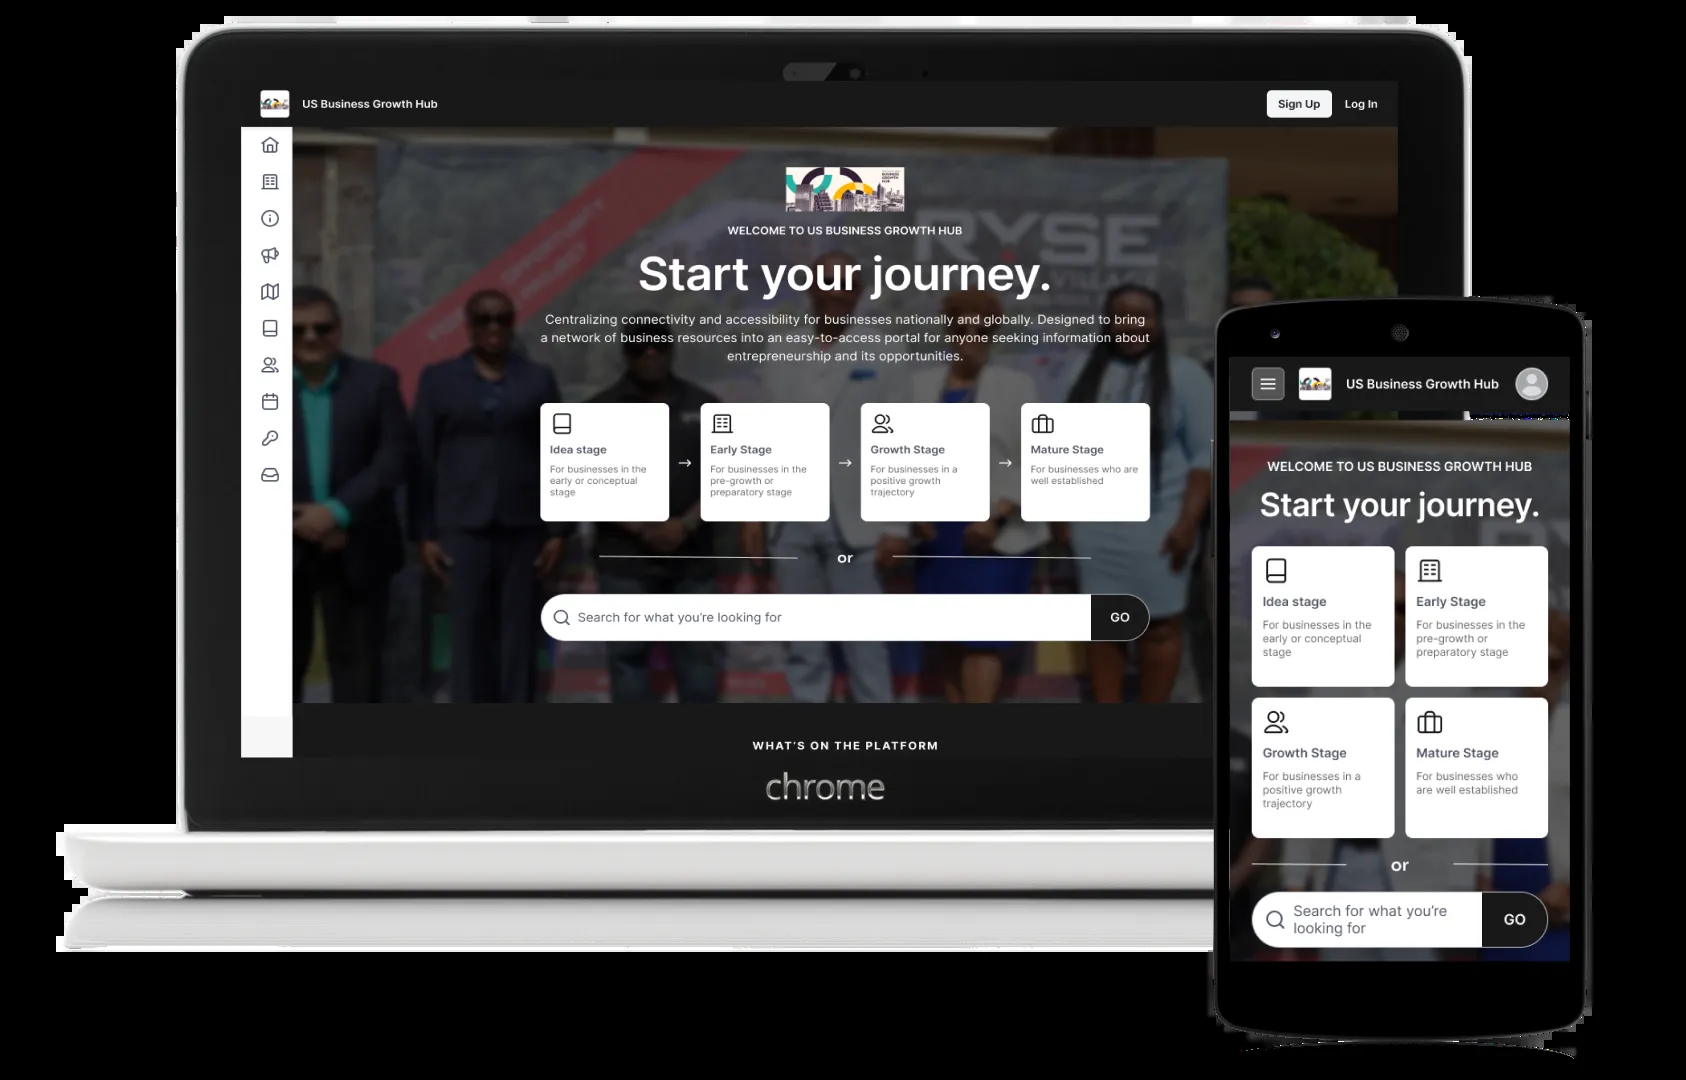 US Business Growth Hub
Sign Up
Log In
BUSINESS
GROWTH
HUB
RYSE
WELCOME TO US BUSINESS GROWTH HUB
Start your journey.
Centralizing connectivity and accessibility for businesses nationally and globally. Designed to bring
a network of business resources into an easy-to-access portal for anyone seeking information about
entrepreneurship and its opportunities.
Idea stage
For businesses in the
early or conceptual
stage
Early Stage
For businesses in the
pre-growth or
preparatory stage
Growth Stage
For businesses in a
positive growth
trajectory
Mature Stage
For businesses who are
well established
or
Search for what you're looking for
GO
WHAT'S ON THE PLATFORM
chrome
US Business Growth Hub
WELCOME TO US BUSINESS GROWTH HUB
Start your journey.
Idea stage
For businesses in the
early or conceptual
stage
Early Stage
For businesses in the
pre-growth or
preparatory stage
Growth Stage
For businesses in a
positive growth
trajectory
Mature Stage
For businesses who
are well established
or
Search for what you're
looking for
GO